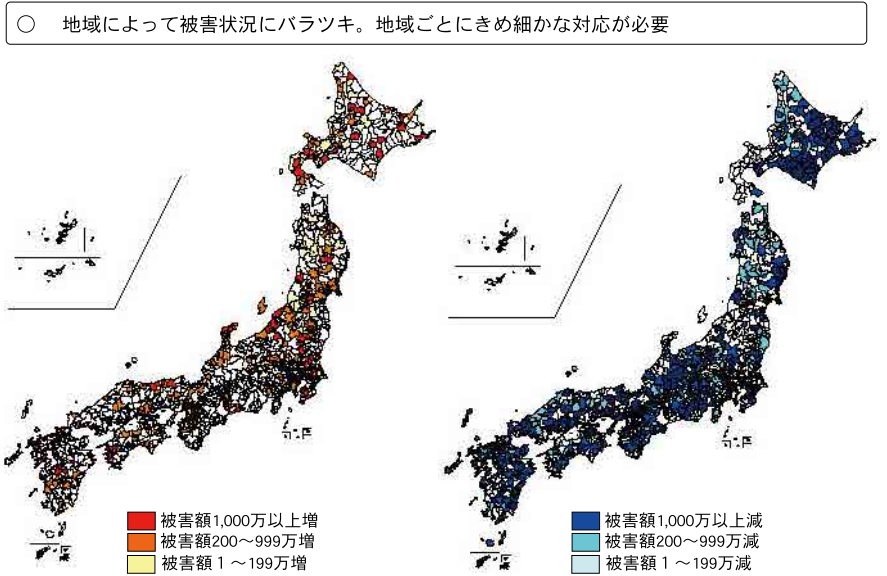 ○　地域によって被害状況にバラツキ。地域ごとにきめ細かな対応が必要
被害額1,000万以上増
被害額200～999万増
被害額１～199万増
被害額1,000万以上減
被害額200～999万減
被害額１～199万減